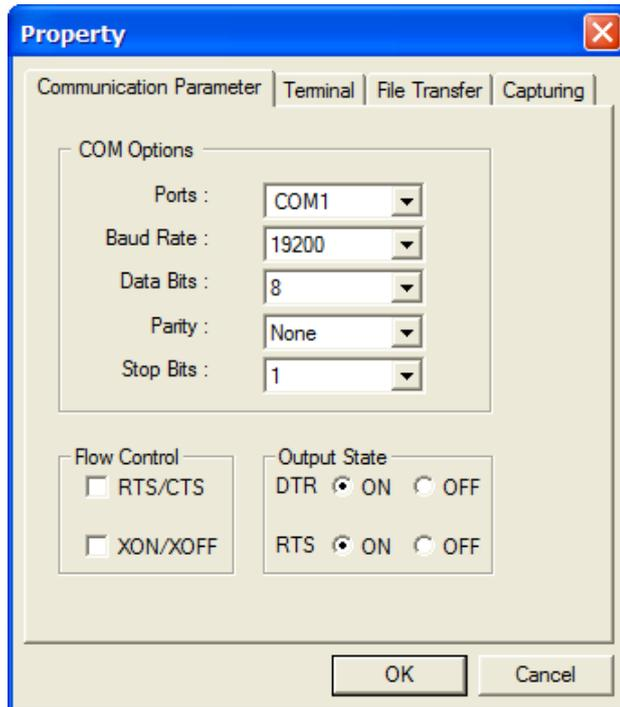 Property
Communication Parameter Terminal File Transfer Capturing
COM Options
Ports : COM1
Baud Rate : 19200
Data Bits : 8
Parity : None
Stop Bits : 1
Flow Control
RTS/CTS
XON/XOFF
Output State
DTR ON OFF
RTS ON OFF
OK Cancel